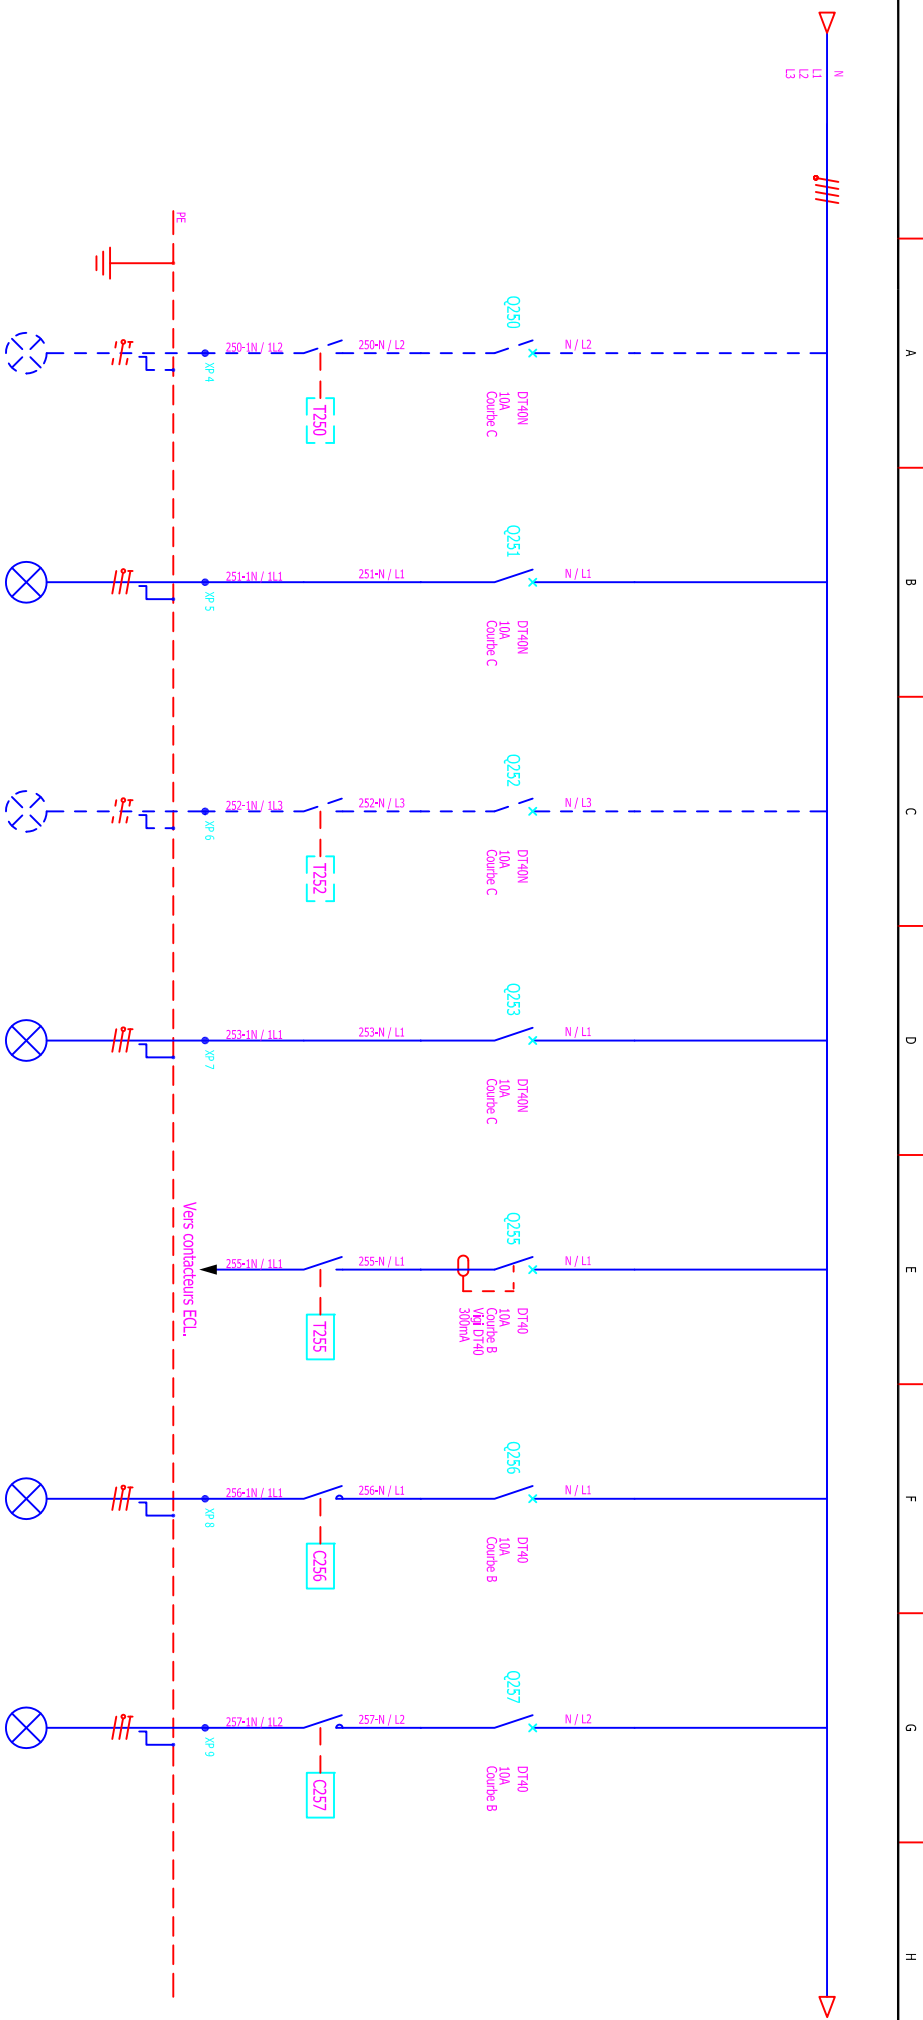 N
L1
L2
L3
A
B
C
D
E
F
G
H
N / L2
N / L1
N / L3
N / L1
N / L1
N / L1
N / L2
Q250
DT40N
10A
Courbe C
Q251
DT40N
10A
Courbe C
Q252
DT40N
10A
Courbe C
Q253
DT40N
10A
Courbe C
Q255
DT40
10A
Courbe B
Vigi DT40
300mA
Q256
DT40
10A
Courbe B
Q257
DT40
10A
Courbe B
250-N / L2
251-N / L1
252-N / L3
253-N / L1
255-N / L1
256-N / L1
257-N / L2
T250
T252
T255
C256
C257
250-1N / 1L2
251-1N / 1L1
252-1N / 1L3
253-1N / 1L1
255-1N / 1L1
256-1N / 1L1
257-1N / 1L2
XP 4
XP 5
XP 6
XP 7
XP 8
XP 9
PE
Vers contacteurs ECL.